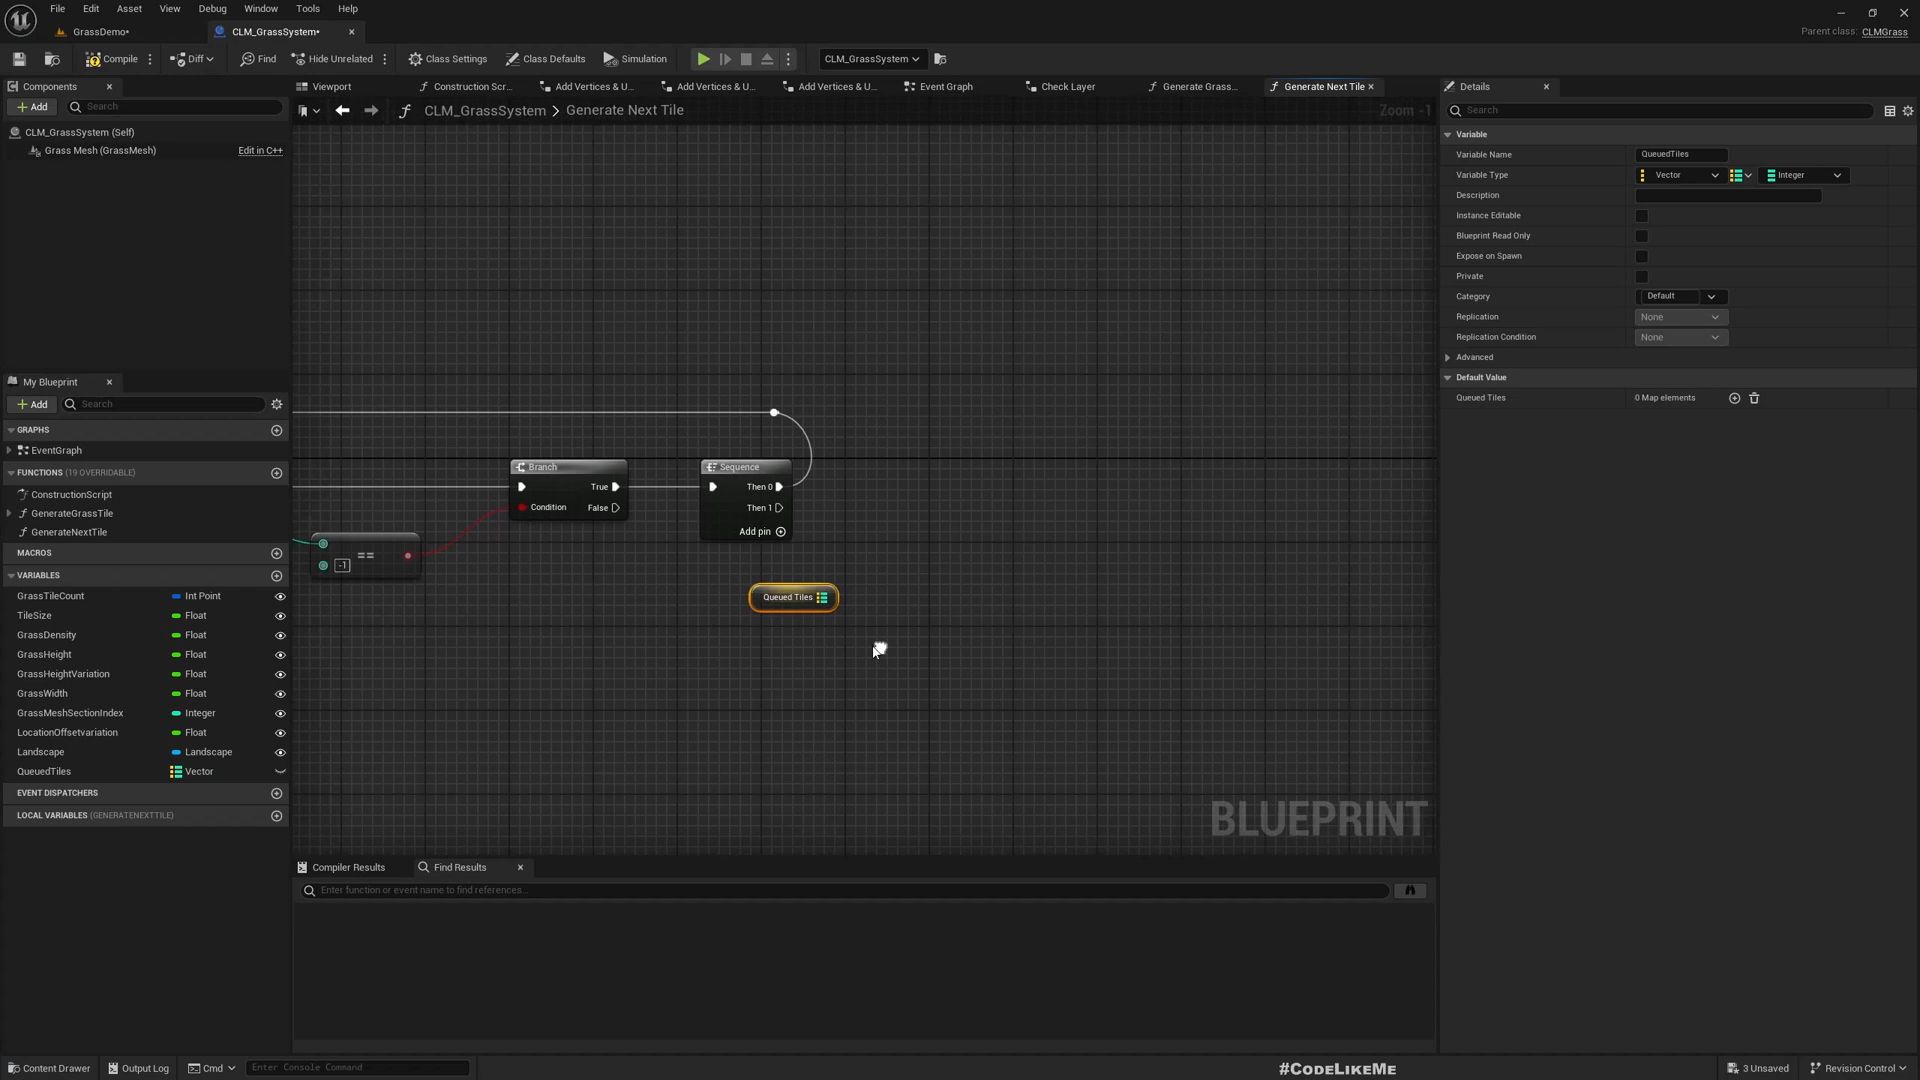 File Edit Asset View Debug Window Tools Help
GrassDemo*
CLM_GrassSystem*
Parent class: CLMGrass
Compile
Diff
Find
Hide Unrelated
Class Settings
Class Defaults
Simulation
CLM_GrassSystem
Components
Add
Search
CLM_GrassSystem (Self)
Grass Mesh (GrassMesh)
Edit in C++
Viewport
Construction Scr...
Add Vertices & U...
Add Vertices & U...
Add Vertices & U...
Event Graph
Check Layer
Generate Grass...
Generate Next Tile
CLM_GrassSystem > Generate Next Tile
Zoom -1
Branch
True
Condition
False
Sequence
Then 0
Then 1
Add pin
==
-1
Queued Tiles
BLUEPRINT
My Blueprint
Add
Search
GRAPHS
EventGraph
FUNCTIONS (19 OVERRIDABLE)
ConstructionScript
GenerateGrassTile
GenerateNextTile
MACROS
VARIABLES
GrassTileCount Int Point
TileSize Float
GrassDensity Float
GrassHeight Float
GrassHeightVariation Float
GrassWidth Float
GrassMeshSectionIndex Integer
LocationOffsetvariation Float
Landscape Landscape
QueuedTiles Vector
EVENT DISPATCHERS
LOCAL VARIABLES (GENERATENEXTTILE)
Compiler Results
Find Results
Enter function or event name to find references...
Details
Search
Variable
Variable Name QueuedTiles
Variable Type Vector Integer
Description
Instance Editable
Blueprint Read Only
Expose on Spawn
Private
Category Default
Replication None
Replication Condition None
Advanced
Default Value
Queued Tiles 0 Map elements
Content Drawer
Output Log
Cmd
Enter Console Command
#CodeLikeMe
3 Unsaved
Revision Control